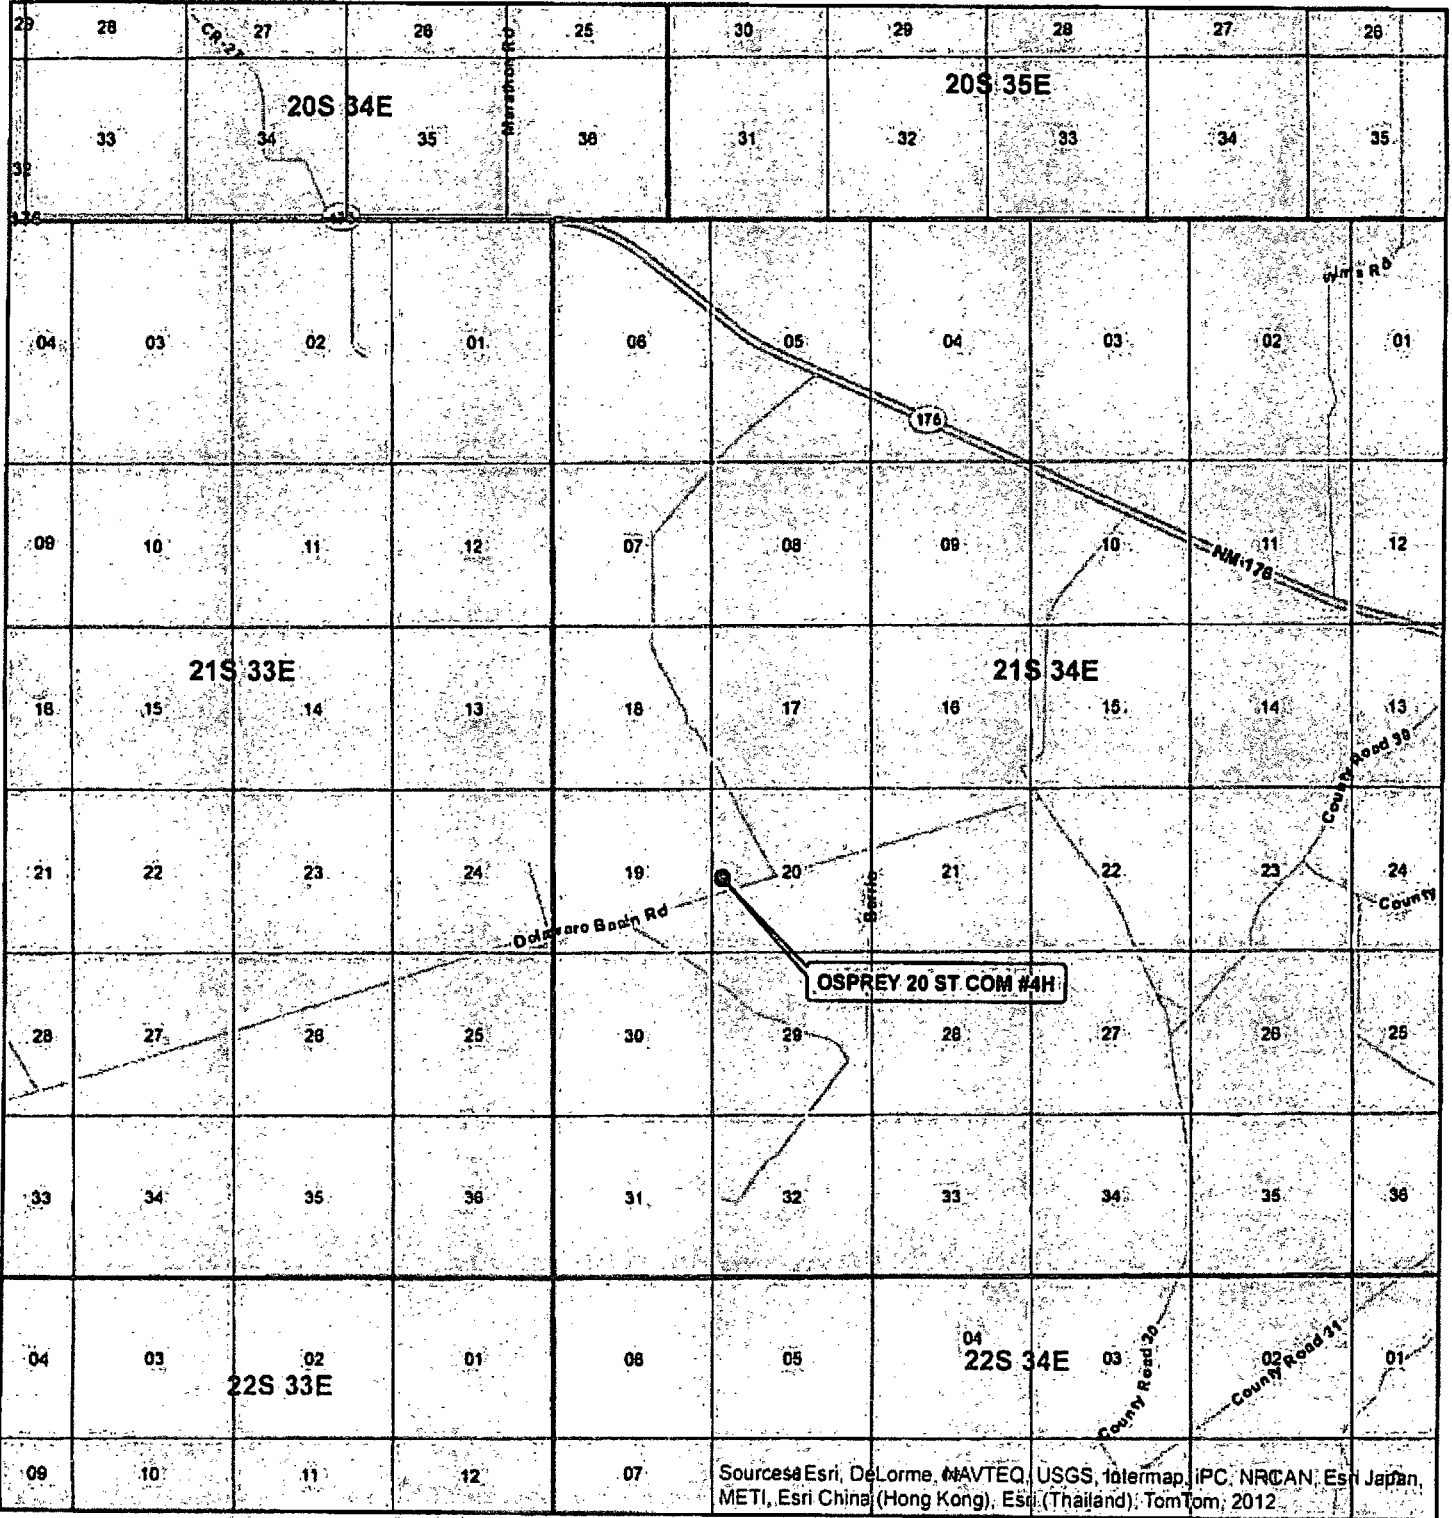 29 28 27 26 25 30 29 28 27 26
CR-27
Marathon RD
20S 34E
20S 35E
33 34 35 36 31 32 33 34 35
32
176
Sims Rd
04 03 02 01 06 05 04 03 02 01
176
09 10 11 12 07 08 09 10 11 12
NM-176
21S 33E
21S 34E
16 15 14 13 18 17 16 15 14 13
County Road 30
21 22 23 24 19 20 21 22 23 24
County
Delaware Basin Rd
OSPREY 20 ST COM #4H
28 27 26 25 30 29 28 27 26 25
33 34 35 36 31 32 33 34 35 36
04 03 02 01 06 05 04 03 02 01
22S 33E
22S 34E
County Road 30
County Road 31
09 10 11 12 07
Sources: Esri, DeLorme, NAVTEQ, USGS, Intermap, iPC, NRCAN, Esri Japan,
METI, Esri China (Hong Kong), Esri (Thailand), TomTom, 2012